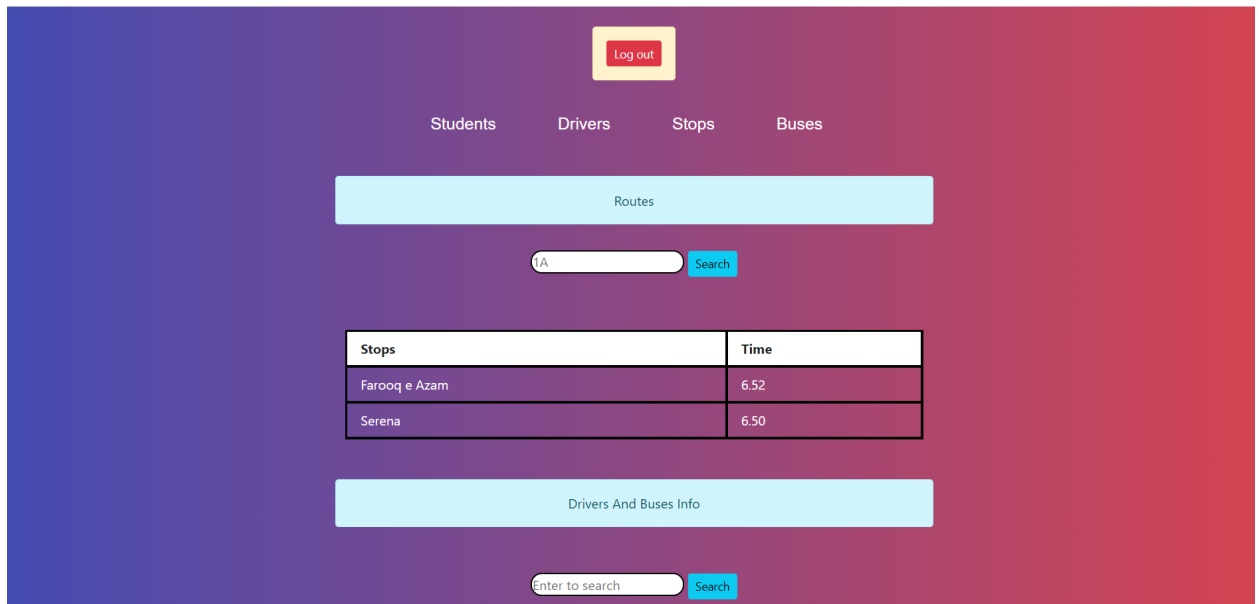 Log out
Students Drivers Stops Buses
Routes
1A Search
Stops Time
Farooq e Azam 6.52
Serena 6.50
Drivers And Buses Info
Enter to search Search